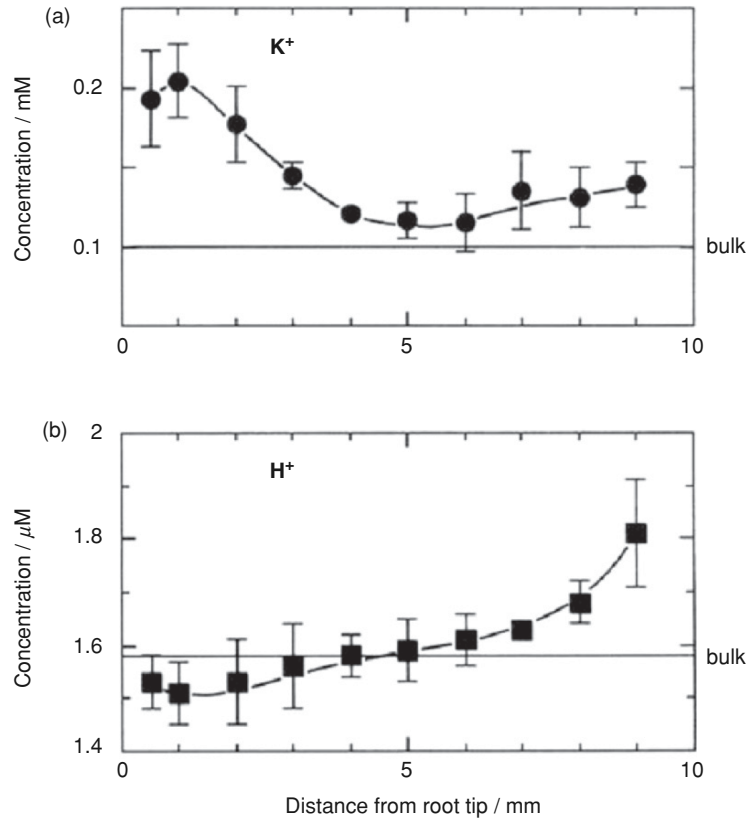 (a)
K+
Concentration / mM
0.2
0.1
bulk
0
5
10
(b)
H+
Concentration / μM
2
1.8
1.6
1.4
bulk
0
5
10
Distance from root tip / mm